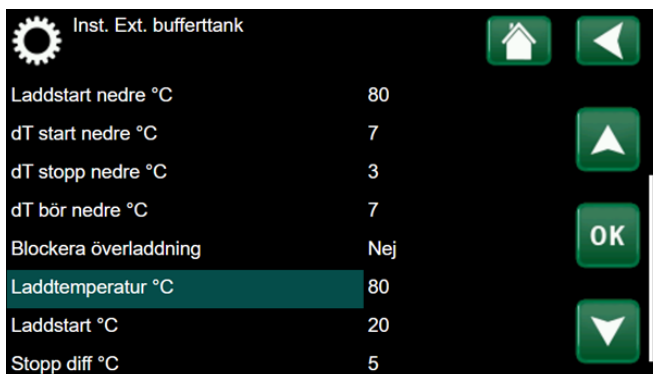 Inst. Ext. bufferttank
Laddstart nedre °C 80
dT start nedre °C 7
dT stopp nedre °C 3
dT bör nedre °C 7
Blockera överladdning Nej
OK
Laddtemperatur °C 80
Laddstart °C 20
Stopp diff °C 5